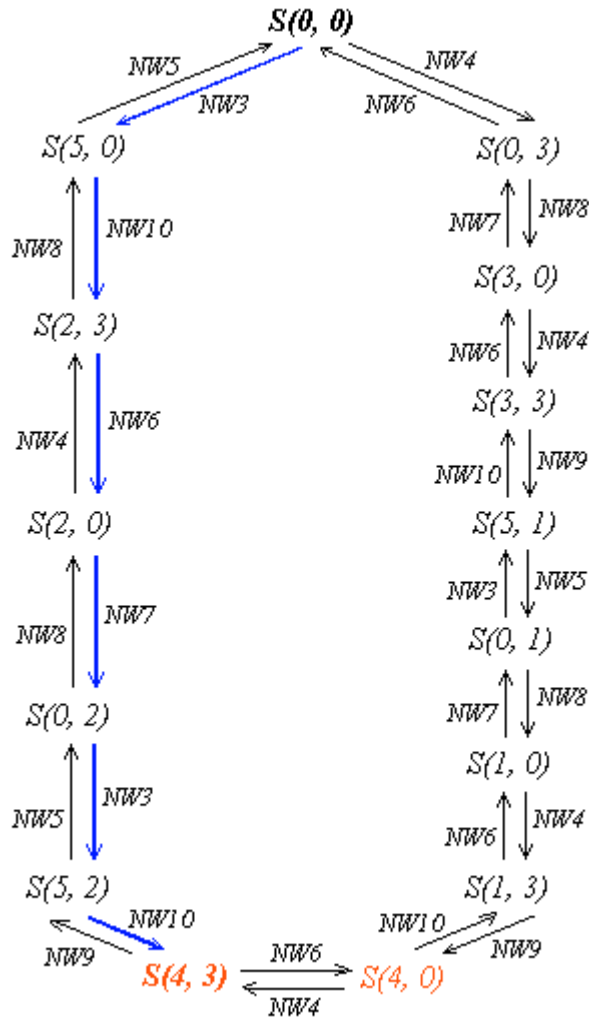 S(0, 0)
NW5
NW4
NW3
NW6
S(5, 0)
S(0, 3)
NW8
NW10
NW7
NW8
S(3, 0)
S(2, 3)
NW6
NW4
S(3, 3)
NW4
NW6
NW10
NW9
S(2, 0)
S(5, 1)
NW3
NW5
NW8
NW7
S(0, 1)
NW7
NW8
S(0, 2)
S(1, 0)
NW5
NW3
NW6
NW4
S(5, 2)
S(1, 3)
NW10
NW10
NW9
NW9
NW6
S(4, 3)
S(4, 0)
NW4